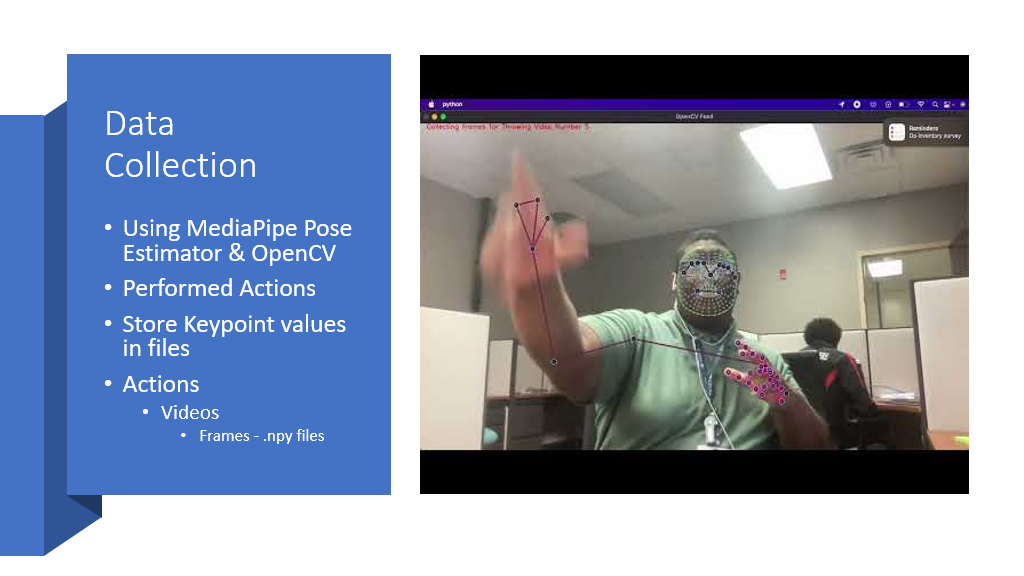 Data
Collection
• Using MediaPipe Pose
Estimator & OpenCV
• Performed Actions
• Store Keypoint values
in files
• Actions
• Videos
• Frames - .npy files
python
OpenCV Feed
Collecting frames for Throwing Video Number 5
Reminders
Do inventory survey